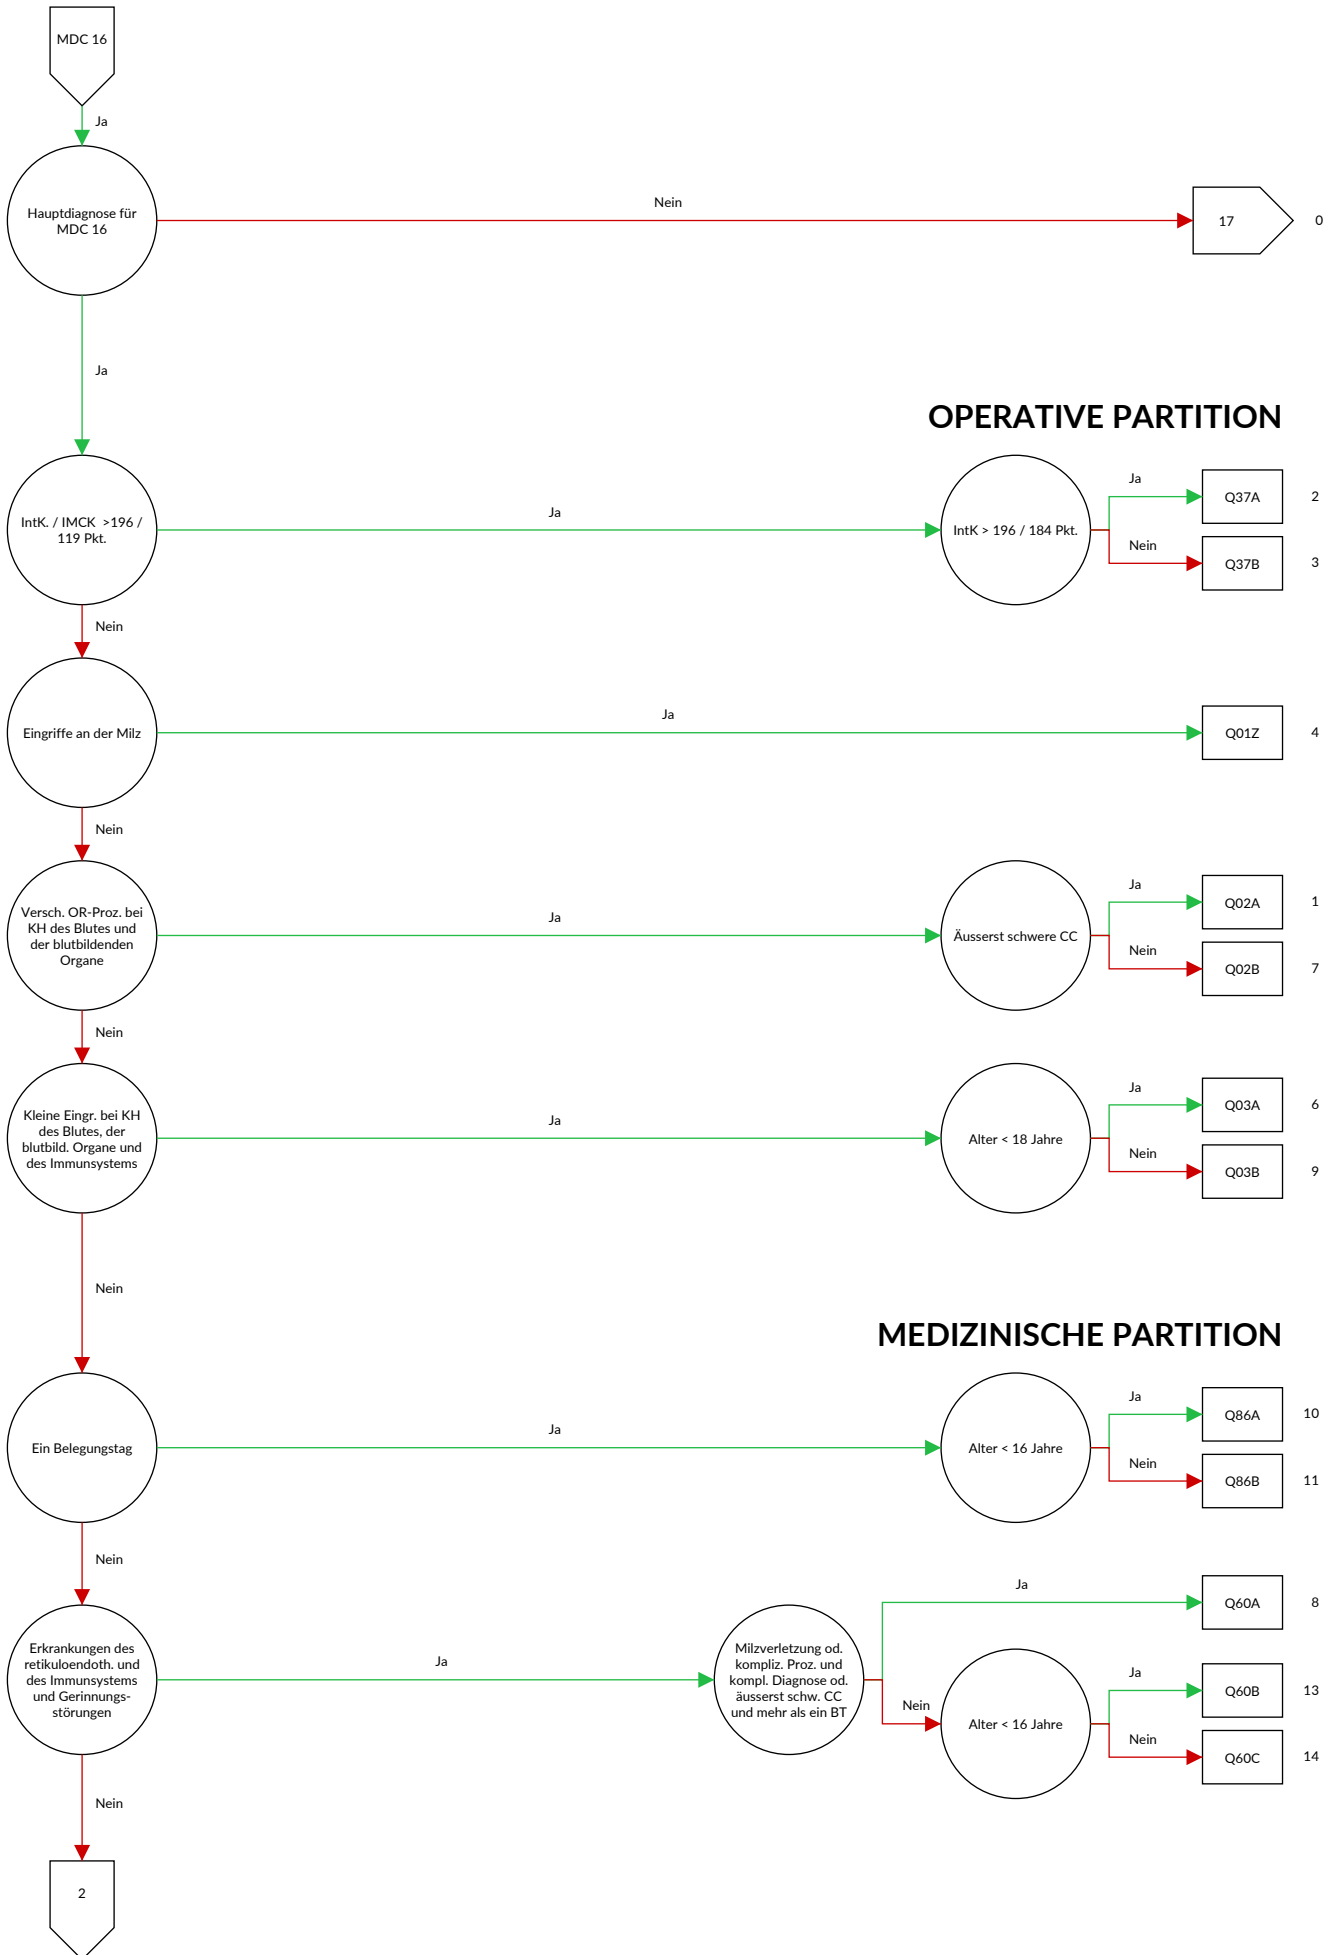 MDC 16
Ja
Hauptdiagnose für
MDC 16
Nein
17
0
Ja
OPERATIVE PARTITION
IntK. / IMCK >196 /
119 Pkt.
Ja
IntK > 196 / 184 Pkt.
Ja
Q37A
2
Nein
Q37B
3
Nein
Eingriffe an der Milz
Ja
Q01Z
4
Nein
Versch. OR-Proz. bei
KH des Blutes und
der blutbildenden
Organe
Ja
Äusserst schwere CC
Ja
Q02A
1
Nein
Q02B
7
Nein
Kleine Eingr. bei KH
des Blutes, der
blutbild. Organe und
des Immunsystems
Ja
Alter < 18 Jahre
Ja
Q03A
6
Nein
Q03B
9
Nein
MEDIZINISCHE PARTITION
Ein Belegungstag
Ja
Alter < 16 Jahre
Ja
Q86A
10
Nein
Q86B
11
Nein
Erkrankungen des
retikuloendoth. und
des Immunsystems
und Gerinnungs-
störungen
Ja
Milzverletzung od.
kompliz. Proz. und
kompl. Diagnose od.
äusserst schw. CC
und mehr als ein BT
Ja
Q60A
8
Nein
Alter < 16 Jahre
Ja
Q60B
13
Nein
Q60C
14
Nein
2